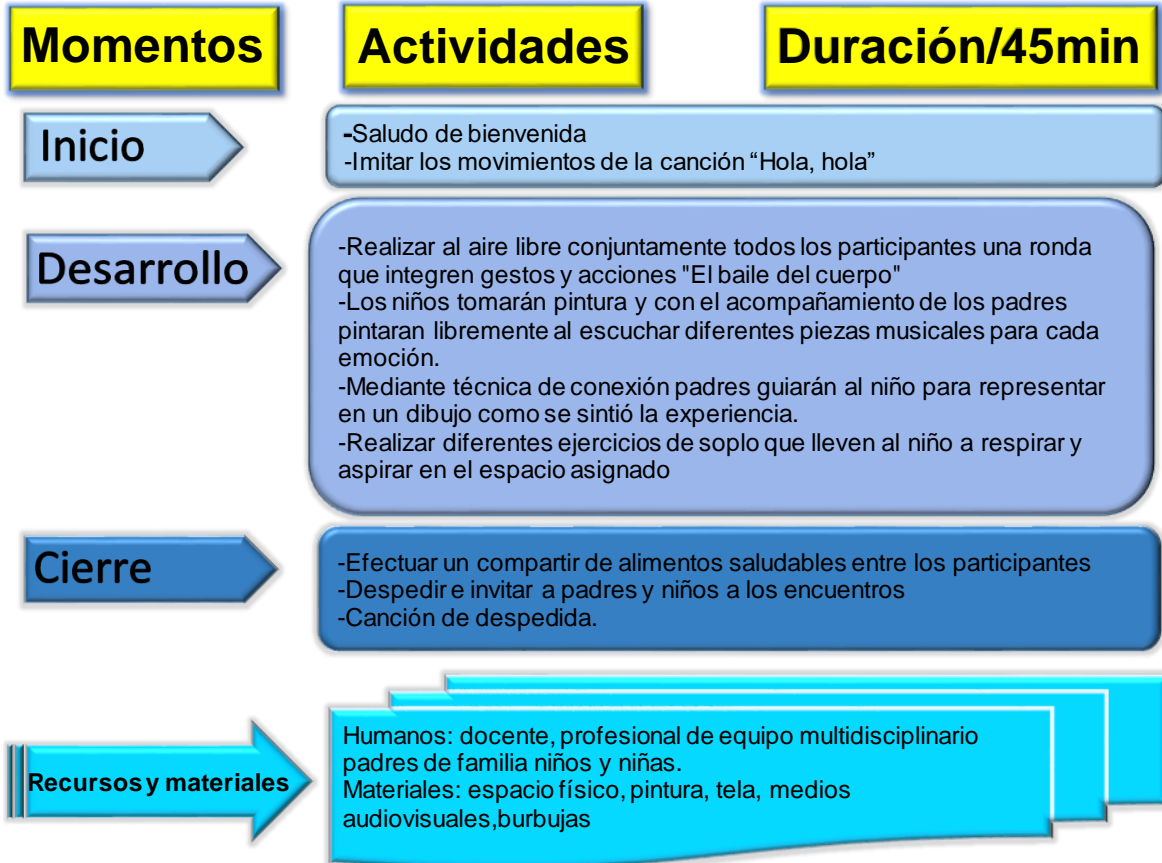 Momentos
Actividades
Duración/45min
Inicio
-Saludo de bienvenida
-Imitar los movimientos de la canción “Hola, hola”
Desarrollo
-Realizar al aire libre conjuntamente todos los participantes una ronda
que integren gestos y acciones "El baile del cuerpo"
-Los niños tomarán pintura y con el acompañamiento de los padres
pintaran libremente al escuchar diferentes piezas musicales para cada
emoción.
-Mediante técnica de conexión padres guiarán al niño para representar
en un dibujo como se sintió la experiencia.
-Realizar diferentes ejercicios de soplo que lleven al niño a respirar y
aspirar en el espacio asignado
Cierre
-Efectuar un compartir de alimentos saludables entre los participantes
-Despedir e invitar a padres y niños a los encuentros
-Canción de despedida.
Recursos y materiales
Humanos: docente, profesional de equipo multidisciplinario
padres de familia niños y niñas.
Materiales: espacio físico, pintura, tela, medios
audiovisuales,burbujas